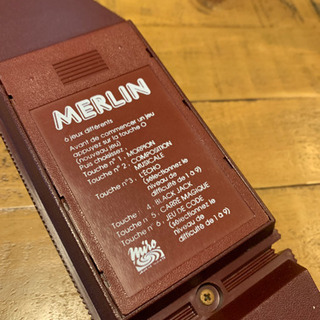 MERLIN
6 jeux différents
Avant de commencer un jeu
appuyez sur la touche O
(nouveau jeu)
Puis choisissez
Touche n° 1, MORPION
Touche n° 2, COMPOSITION
MUSICALE
Touche n° 3, L'ÉCHO
(sélectionnez le
niveau de
difficulté de 1 à 9)
Touche 4, BLACK JACK
Touche n° 5, CARRÉ MAGIQUE
Touche n° 6, JEU DE CODE
(sélectionnez le
niveau de
difficulté de 1 à 9)
miro